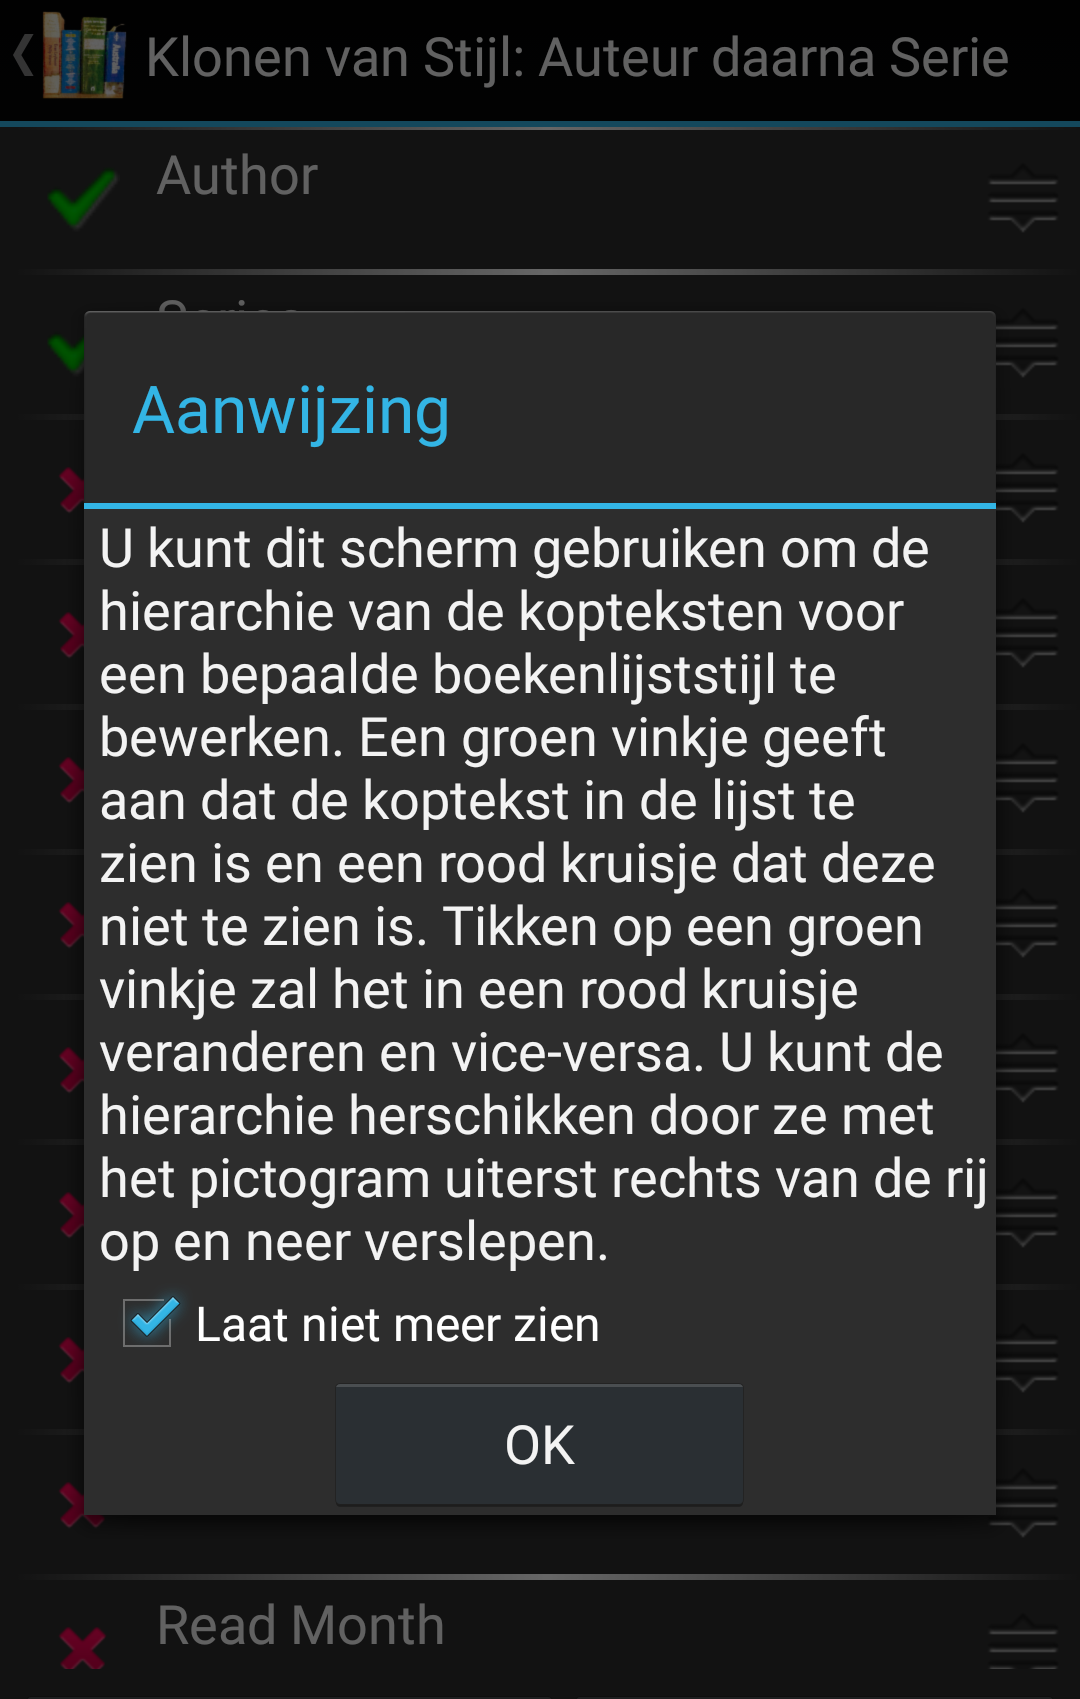 Klonen van Stijl: Auteur daarna Serie
Author
Series
Aanwijzing
U kunt dit scherm gebruiken om de
hierarchie van de kopteksten voor
een bepaalde boekenlijststijl te
bewerken. Een groen vinkje geeft
aan dat de koptekst in de lijst te
zien is en een rood kruisje dat deze
niet te zien is. Tikken op een groen
vinkje zal het in een rood kruisje
veranderen en vice-versa. U kunt de
hierarchie herschikken door ze met
het pictogram uiterst rechts van de rij
op en neer verslepen.
Laat niet meer zien
OK
Read Month